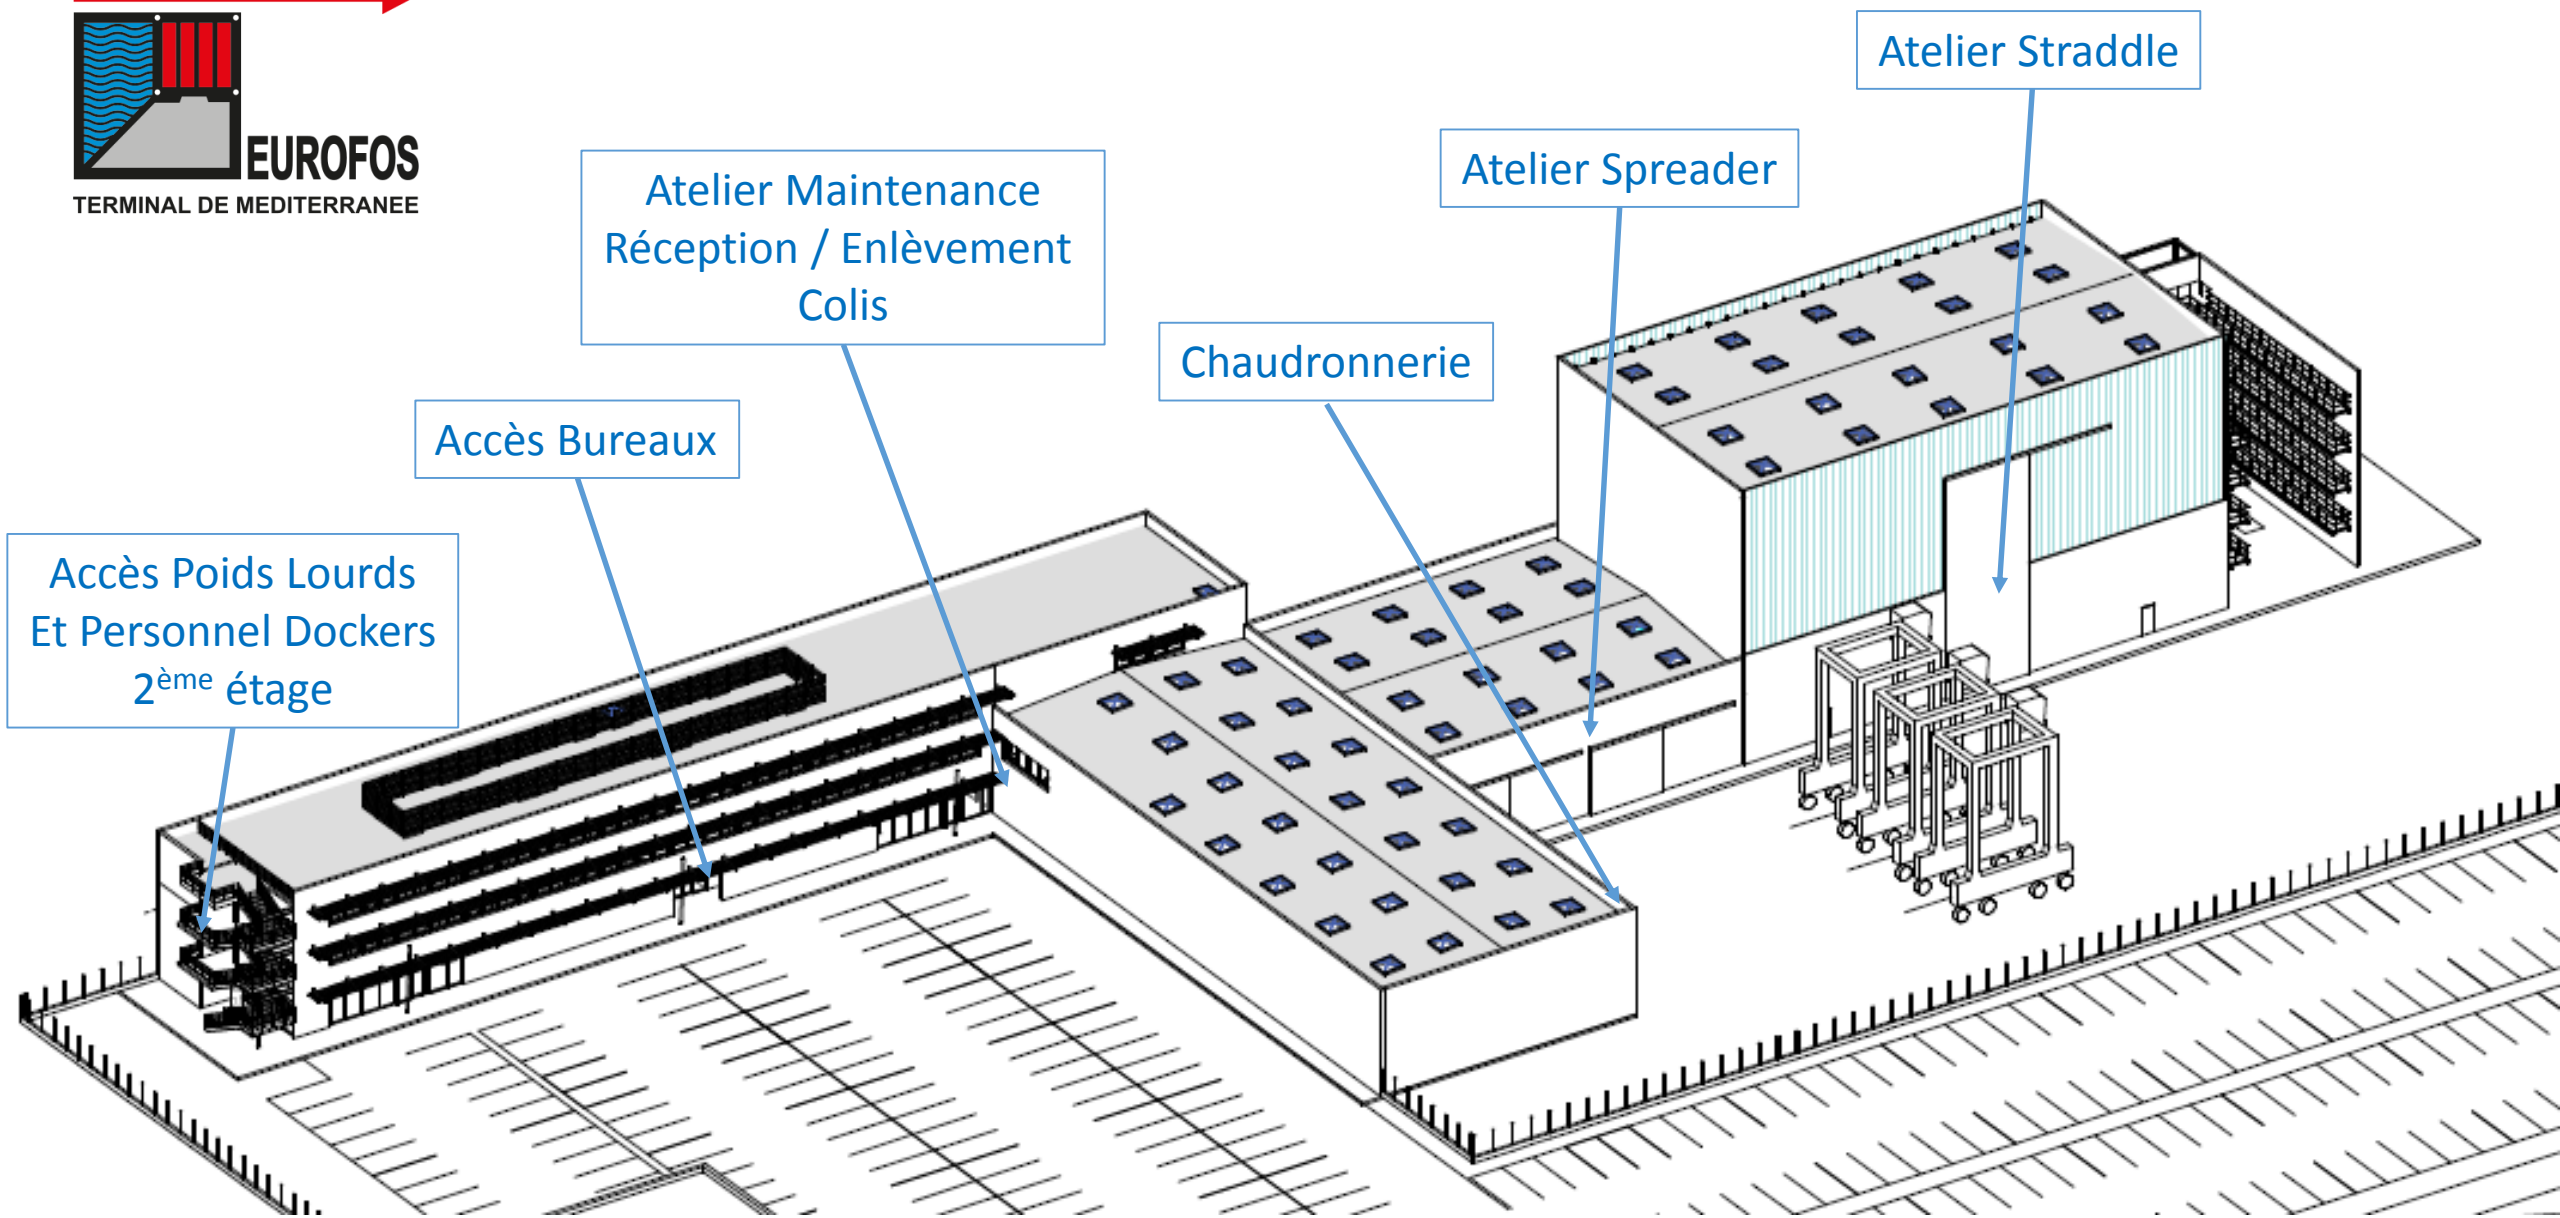 EUROFOS
TERMINAL DE MEDITERRANEE
Atelier Straddle
Atelier Spreader
Atelier Maintenance
Réception / Enlèvement
Colis
Chaudronnerie
Accès Bureaux
Accès Poids Lourds
Et Personnel Dockers
2ème étage